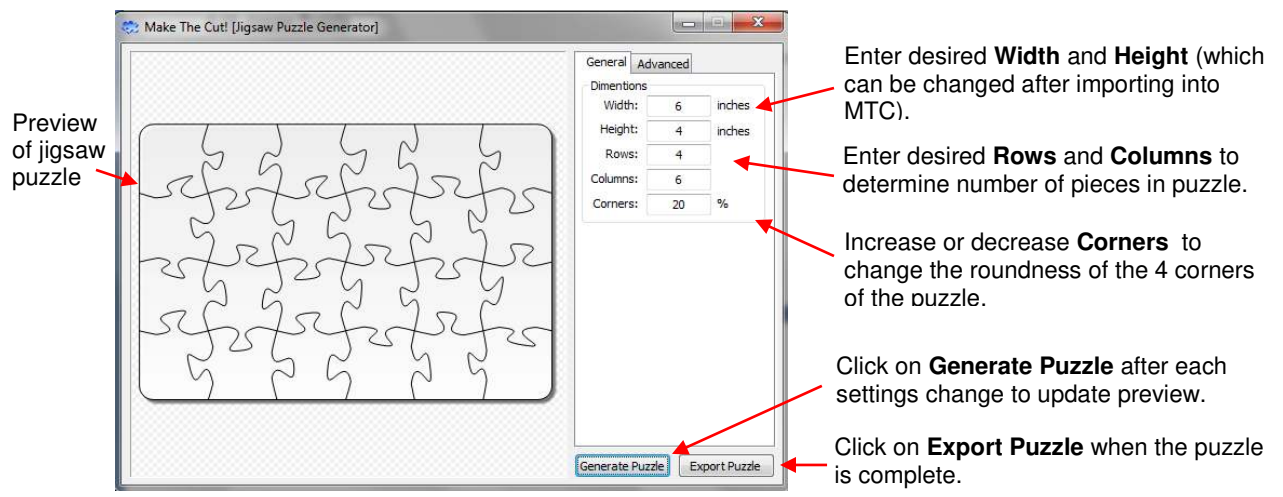 Make The Cut! [Jigsaw Puzzle Generator]
Preview
of jigsaw
puzzle
General Advanced
Dimentions
Width: 6 inches
Height: 4 inches
Rows: 4
Columns: 6
Corners: 20 %
Generate Puzzle Export Puzzle
Enter desired Width and Height (which
can be changed after importing into
MTC).
Enter desired Rows and Columns to
determine number of pieces in puzzle.
Increase or decrease Corners to
change the roundness of the 4 corners
of the puzzle.
Click on Generate Puzzle after each
settings change to update preview.
Click on Export Puzzle when the puzzle
is complete.